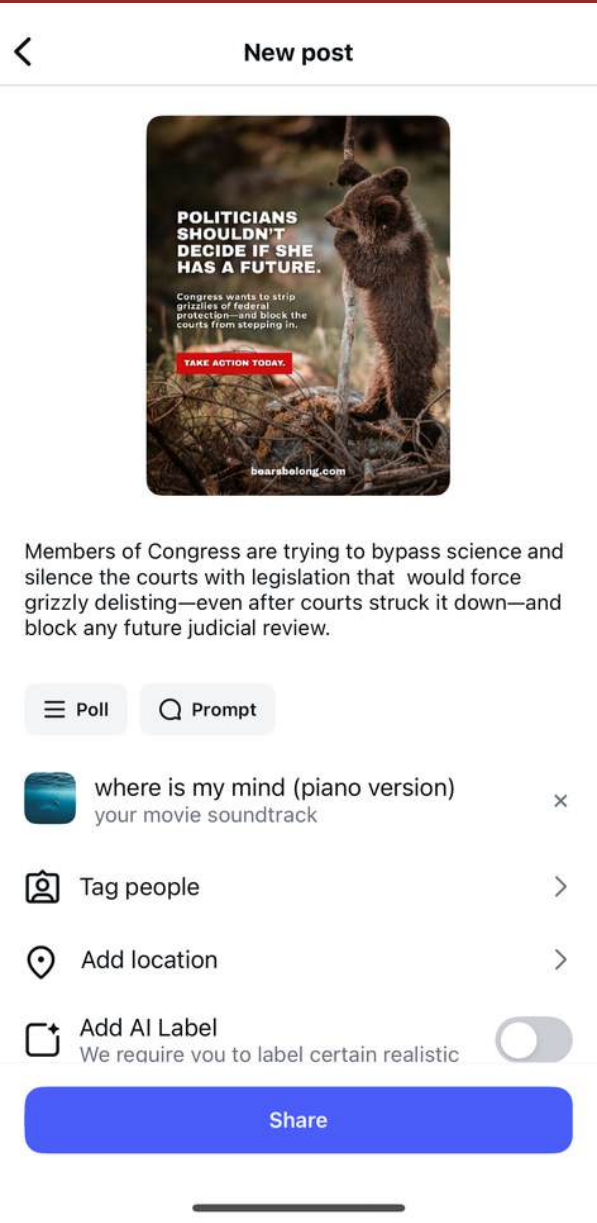 New post
POLITICIANS
SHOULDN'T
DECIDE IF SHE
HAS A FUTURE.
Congress wants to strip
grizzlies of federal
protection—and block the
courts from stepping in.
TAKE ACTION TODAY.
bearsbelong.com
Members of Congress are trying to bypass science and
silence the courts with legislation that  would force
grizzly delisting—even after courts struck it down—and
block any future judicial review.
Poll
Prompt
where is my mind (piano version)
your movie soundtrack
Tag people
Add location
Add AI Label
We require you to label certain realistic
Share